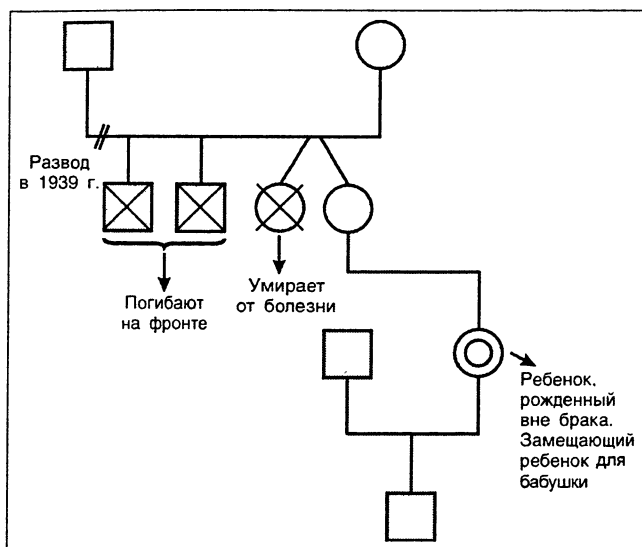 Развод
в 1939 г.
Погибают
на фронте
Умирает
от болезни
Ребенок,
рожденный
вне брака.
Замещающий
ребенок для
бабушки